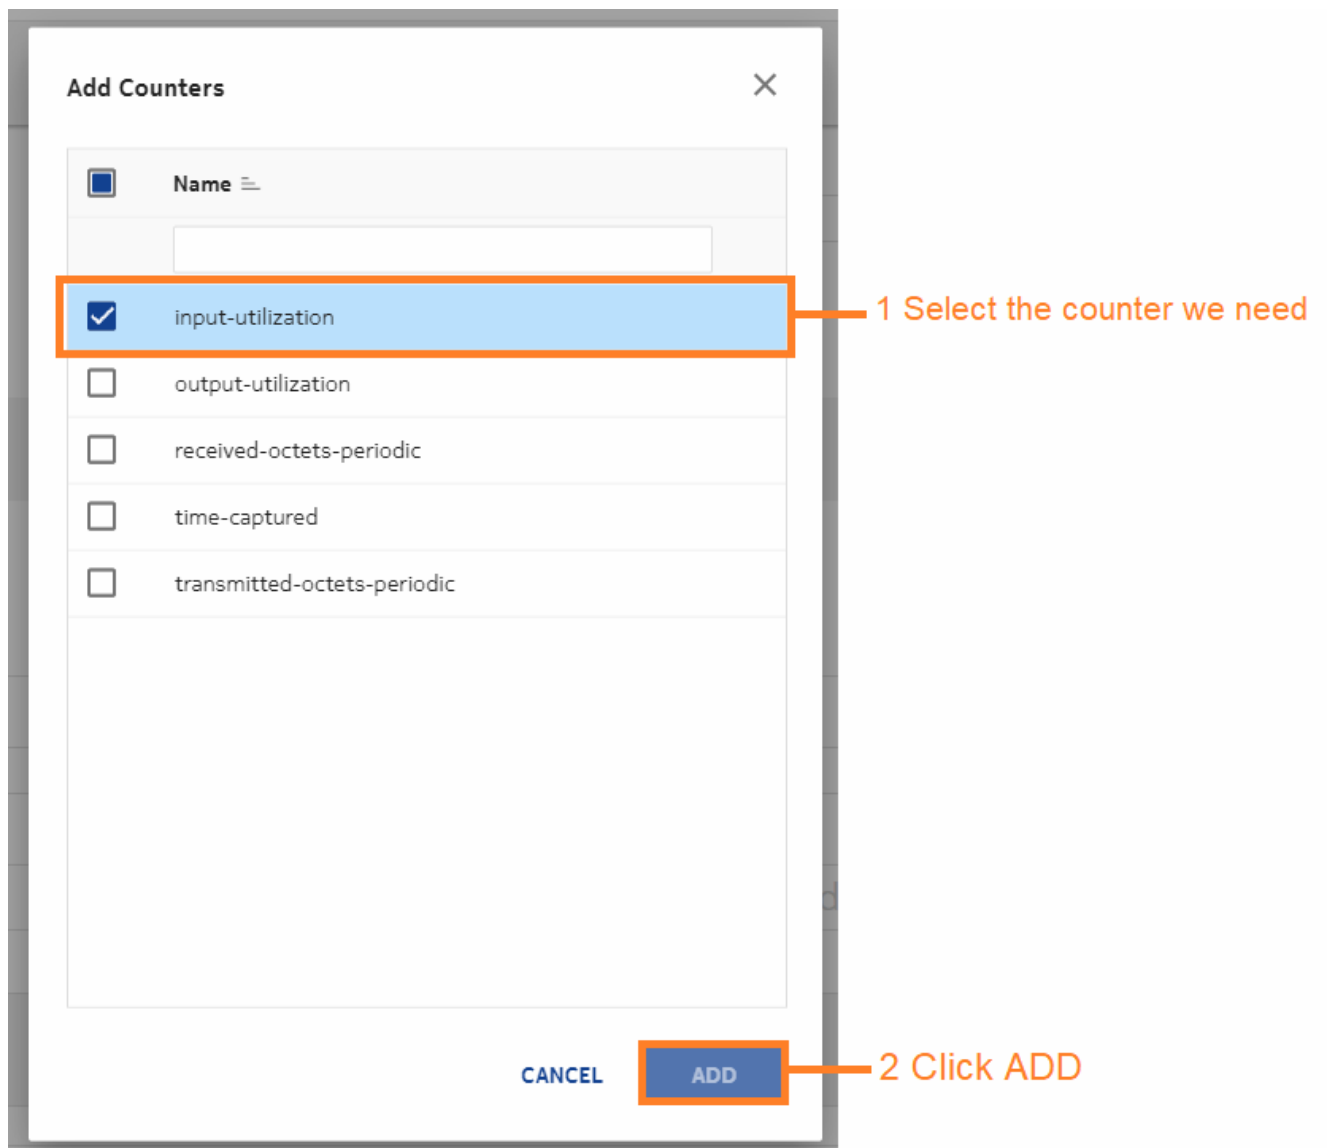 Add Counters
Name
input-utilization
1 Select the counter we need
output-utilization
received-octets-periodic
time-captured
transmitted-octets-periodic
d
CANCEL
ADD
2 Click ADD